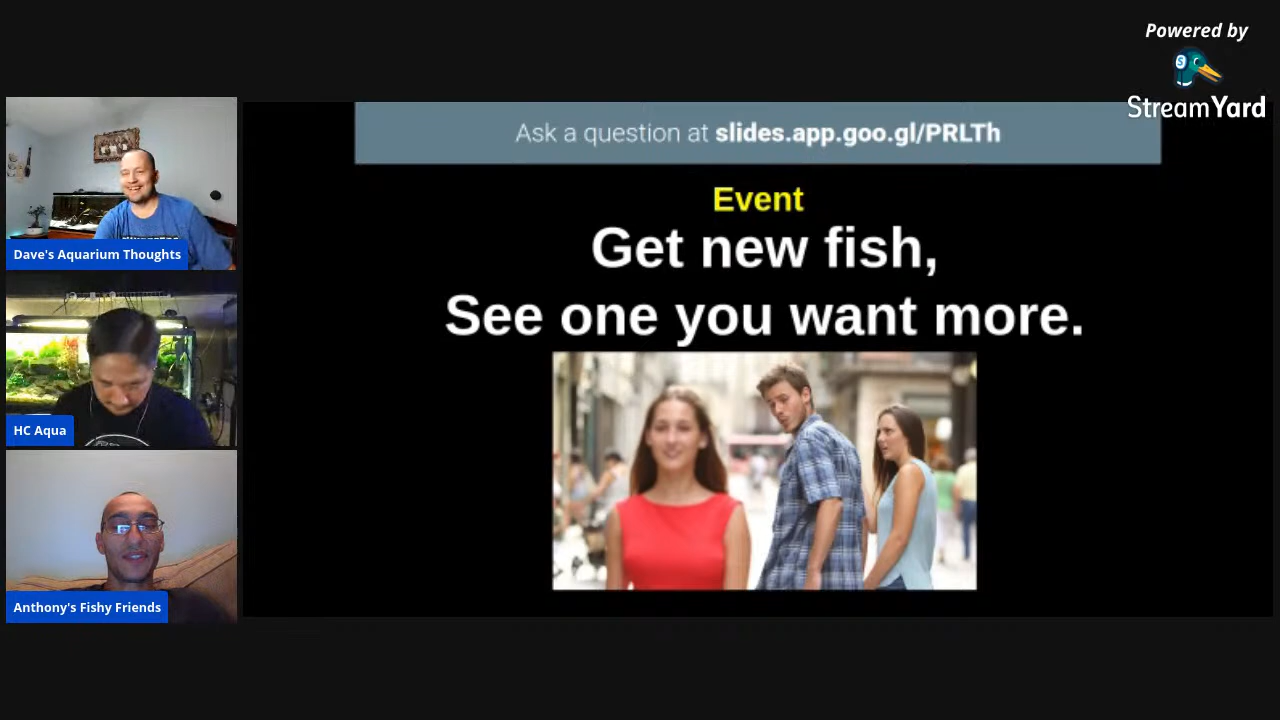 Powered by
StreamYard
Ask a question at slides.app.goo.gl/PRLTh
Event
Get new fish,
See one you want more.
Dave's Aquarium Thoughts
HC Aqua
Anthony's Fishy Friends